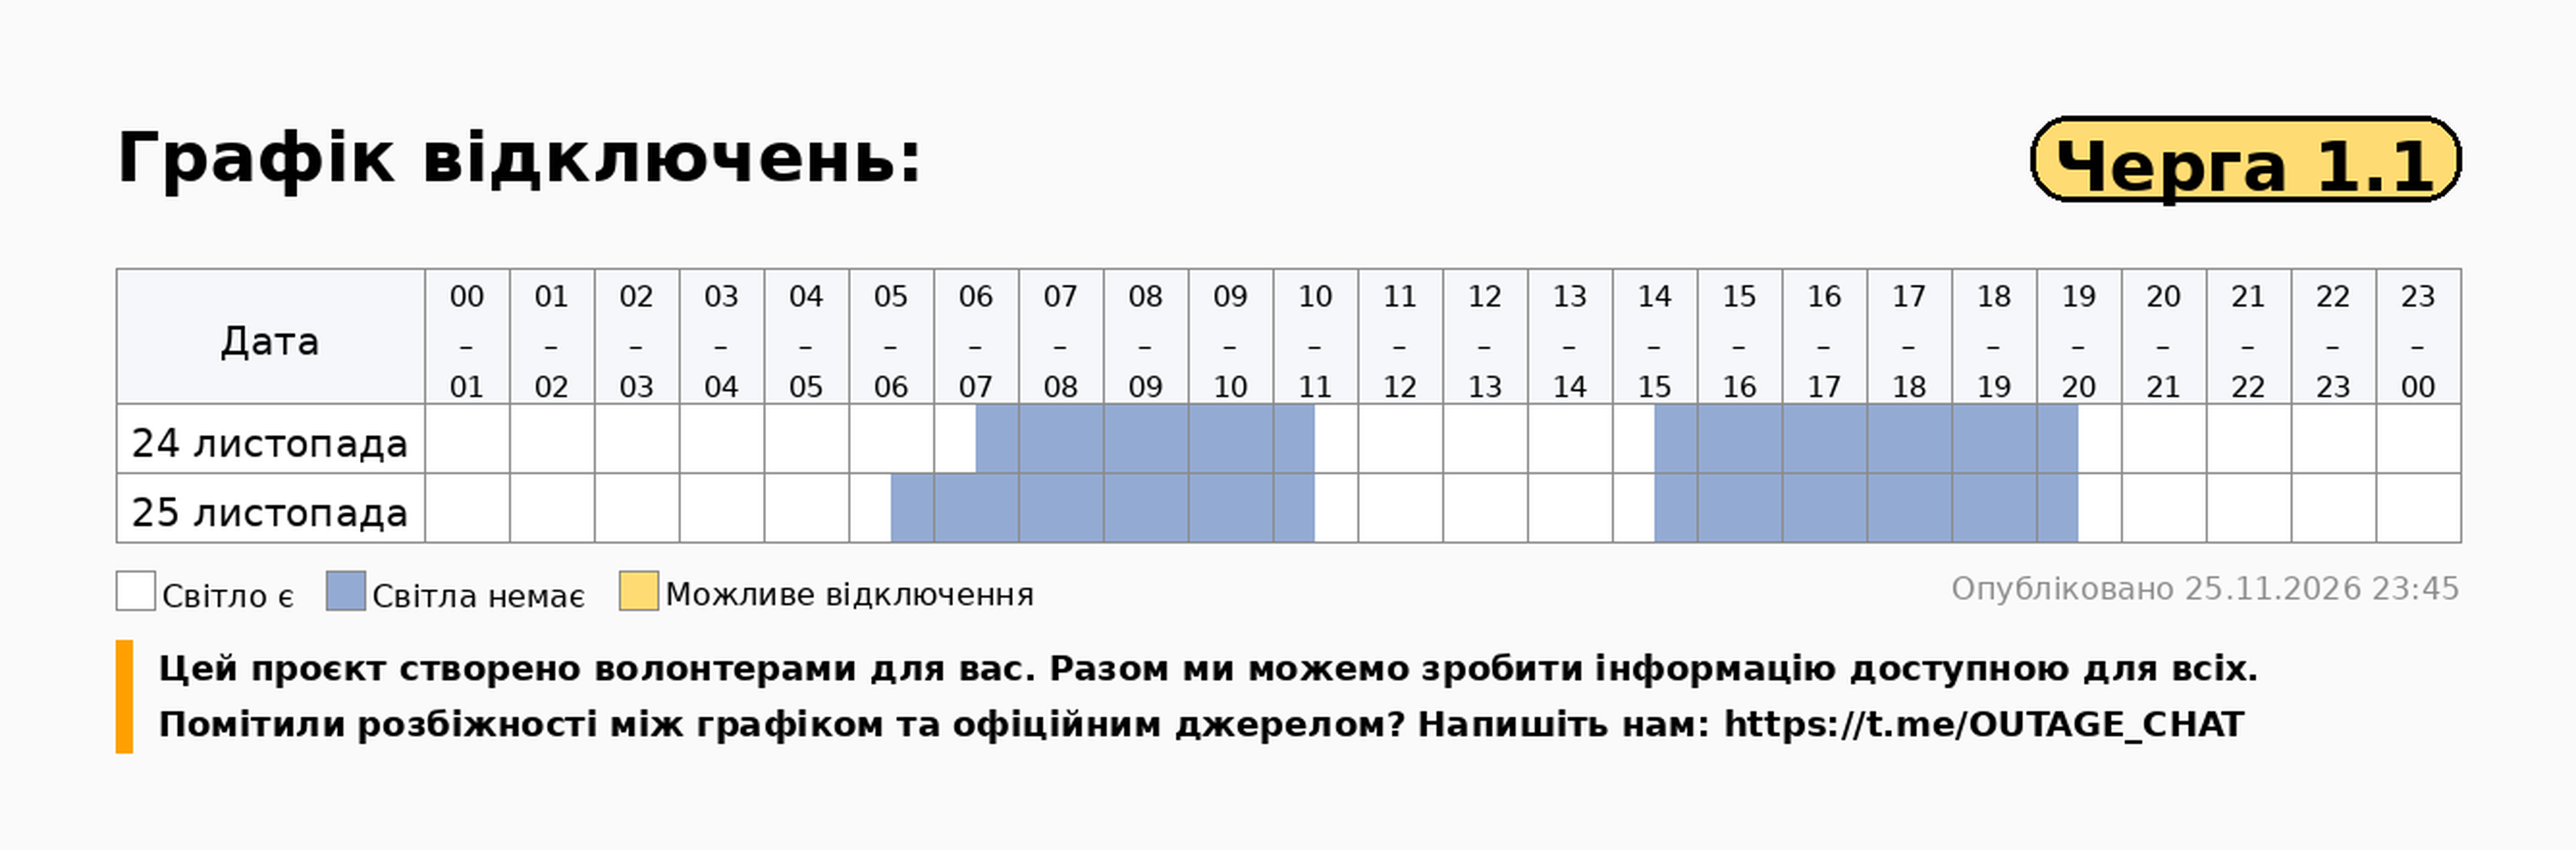 Графік відключень:
Черга 1.1
Дата
00 – 01
01 – 02
02 – 03
03 – 04
04 – 05
05 – 06
06 – 07
07 – 08
08 – 09
09 – 10
10 – 11
11 – 12
12 – 13
13 – 14
14 – 15
15 – 16
16 – 17
17 – 18
18 – 19
19 – 20
20 – 21
21 – 22
22 – 23
23 – 00
24 листопада
25 листопада
Світло є
Світла немає
Можливе відключення
Опубліковано 25.11.2026 23:45
Цей проєкт створено волонтерами для вас. Разом ми можемо зробити інформацію доступною для всіх.
Помітили розбіжності між графіком та офіційним джерелом? Напишіть нам: https://t.me/OUTAGE_CHAT